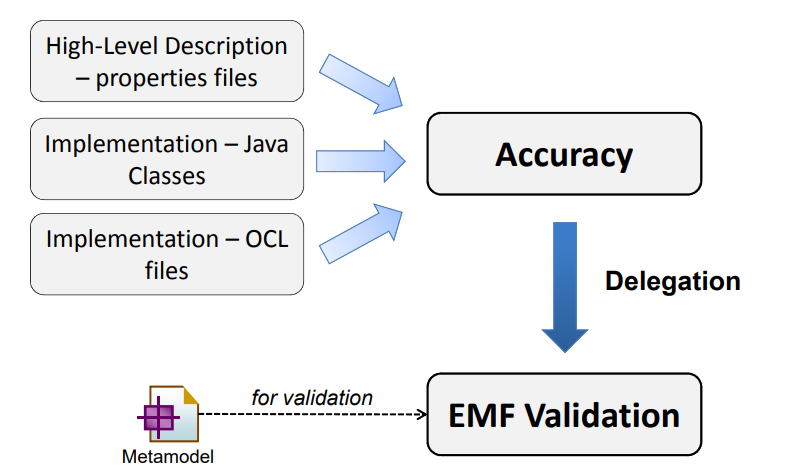 High-Level Description
– properties files
Implementation – Java
Classes
Implementation – OCL
files
Accuracy
Delegation
for validation
EMF Validation
Metamodel